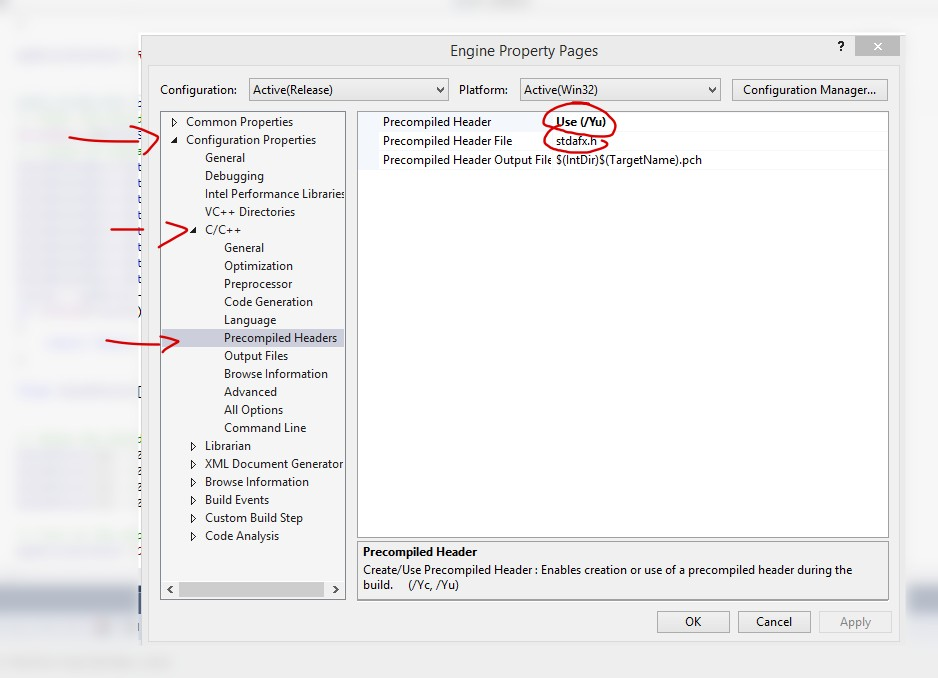 Engine Property Pages
? ×
Configuration: Active(Release) Platform: Active(Win32) Configuration Manager...
Common Properties
Configuration Properties
General
Debugging
Intel Performance Libraries
VC++ Directories
C/C++
General
Optimization
Preprocessor
Code Generation
Language
Precompiled Headers
Output Files
Browse Information
Advanced
All Options
Command Line
Librarian
XML Document Generator
Browse Information
Build Events
Custom Build Step
Code Analysis
Precompiled Header Use (/Yu)
Precompiled Header File stdafx.h
Precompiled Header Output File $(IntDir)$(TargetName).pch
Precompiled Header
Create/Use Precompiled Header : Enables creation or use of a precompiled header during the
build. (/Yc, /Yu)
OK Cancel Apply